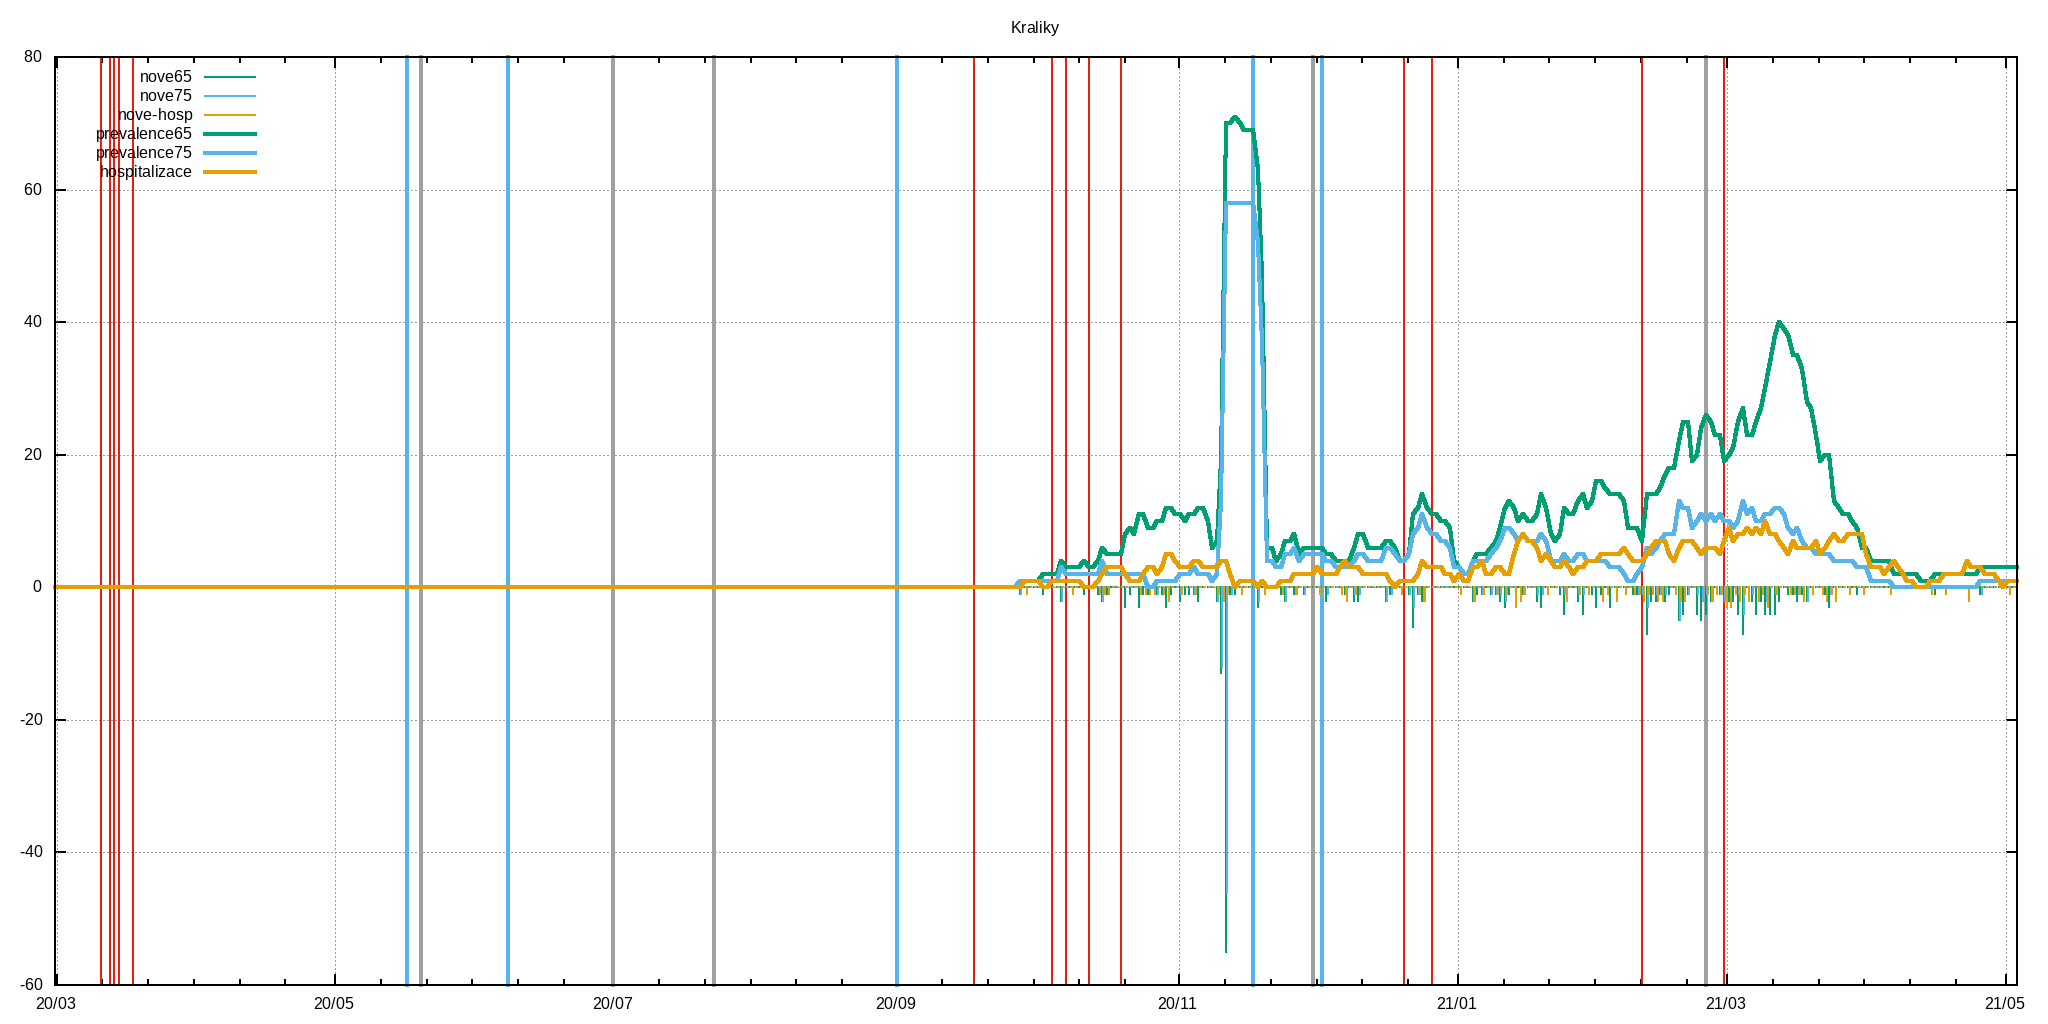 Kraliky
80
nove65
nove75
nove-hosp
prevalence65
prevalence75
hospitalizace
60
40
20
0
-20
-40
-60
20/03 20/05 20/07 20/09 20/11 21/01 21/03 21/05